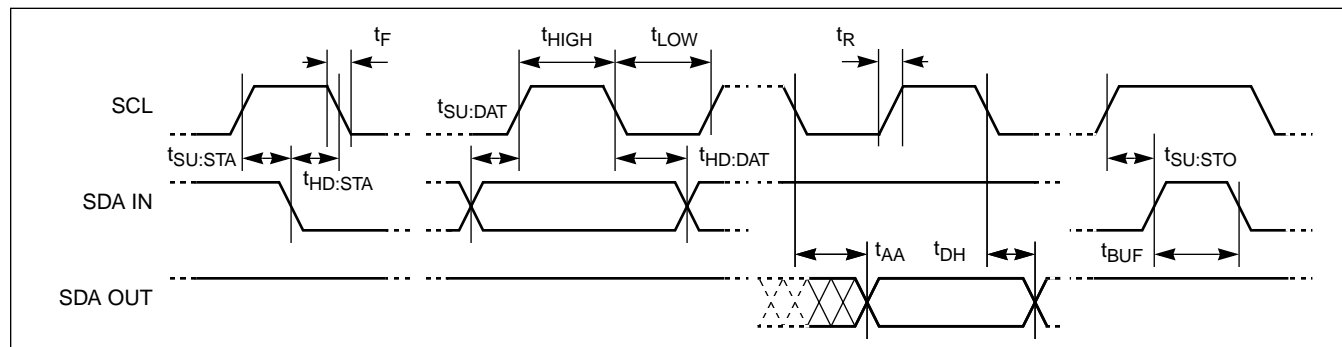 tF
tHIGH
tLOW
tR
SCL
tSU:DAT
tSU:STA
tHD:STA
tHD:DAT
tSU:STO
SDA IN
tAA
tDH
tBUF
SDA OUT